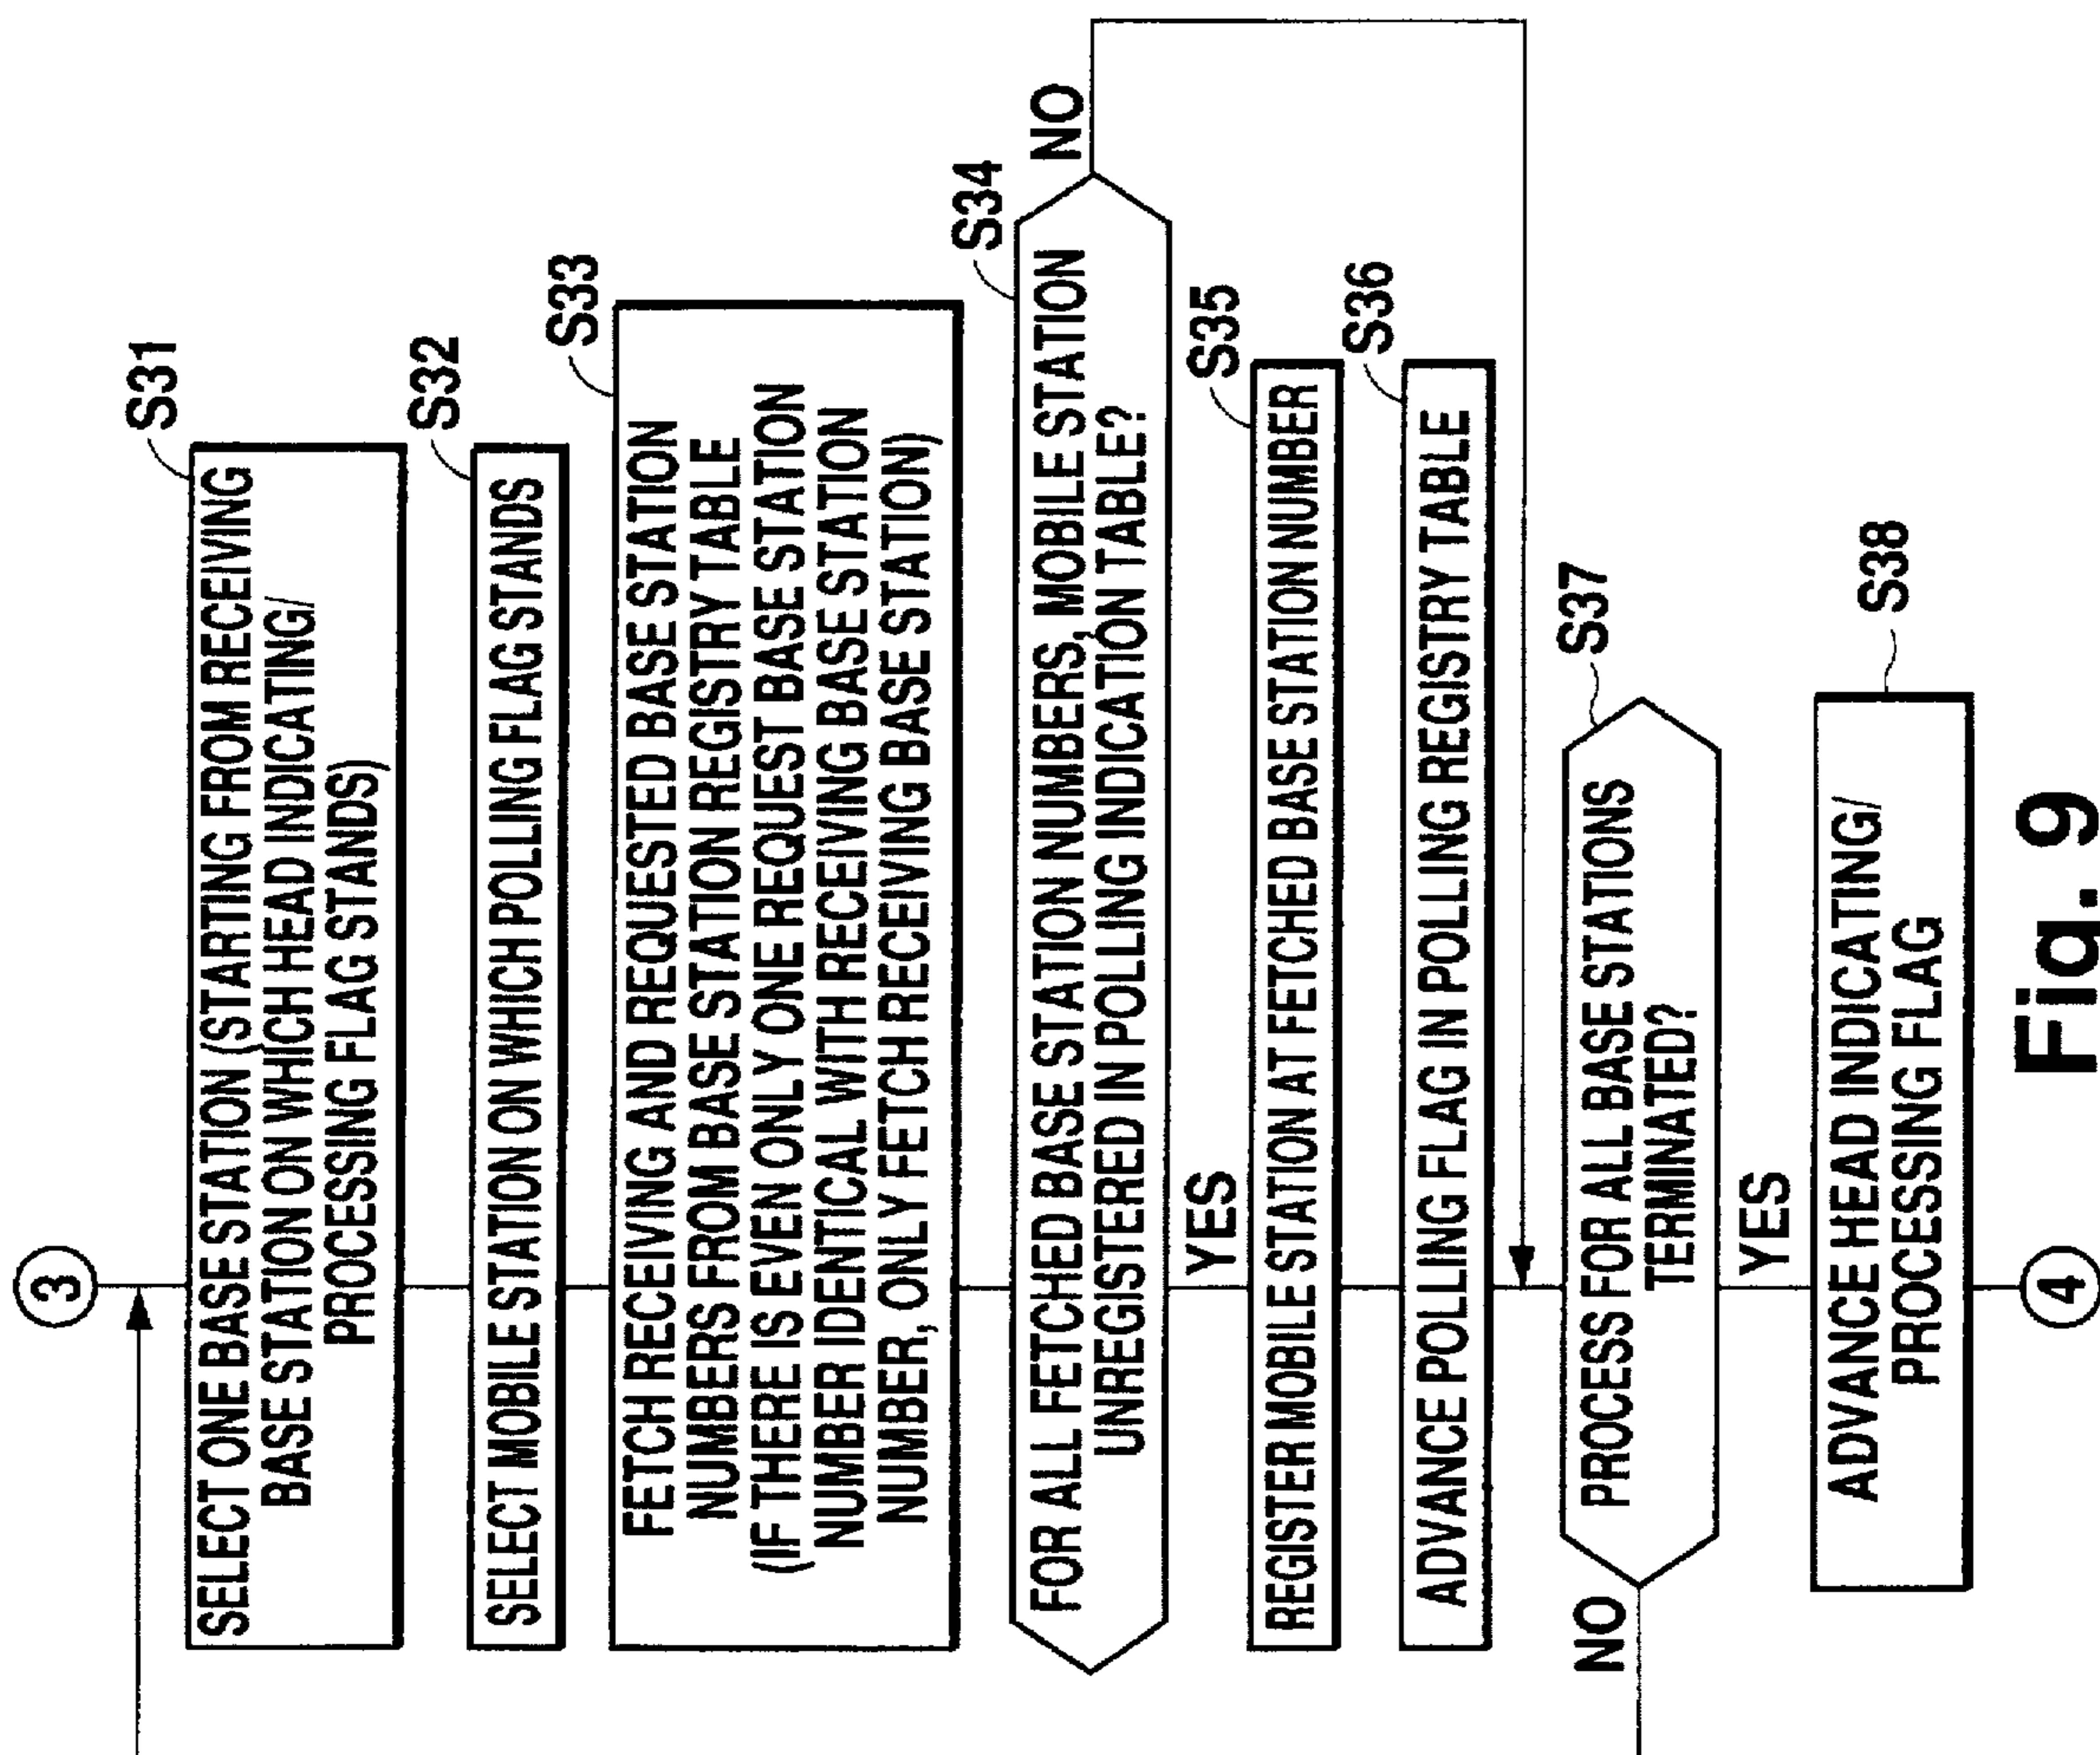 3
S31
SELECT ONE BASE STATION (STARTING FROM RECEIVING
BASE STATION ON WHICH HEAD INDICATING/
PROCESSING FLAG STANDS)
S32
SELECT MOBILE STATION ON WHICH POLLING FLAG STANDS
S33
FETCH RECEIVING AND REQUESTED BASE STATION
NUMBERS FROM BASE STATION REGISTRY TABLE
(IF THERE IS EVEN ONLY ONE REQUEST BASE STATION
NUMBER IDENTICAL WITH RECEIVING BASE STATION
NUMBER, ONLY FETCH RECEIVING BASE STATION)
S34
FOR ALL FETCHED BASE STATION NUMBERS, MOBILE STATION
UNREGISTERED IN POLLING INDICATION TABLE?
NO
YES
S35
REGISTER MOBILE STATION AT FETCHED BASE STATION NUMBER
S36
ADVANCE POLLING FLAG IN POLLING REGISTRY TABLE
S37
PROCESS FOR ALL BASE STATIONS
TERMINATED?
NO
YES
S38
ADVANCE HEAD INDICATING/
PROCESSING FLAG
4
Fig. 9